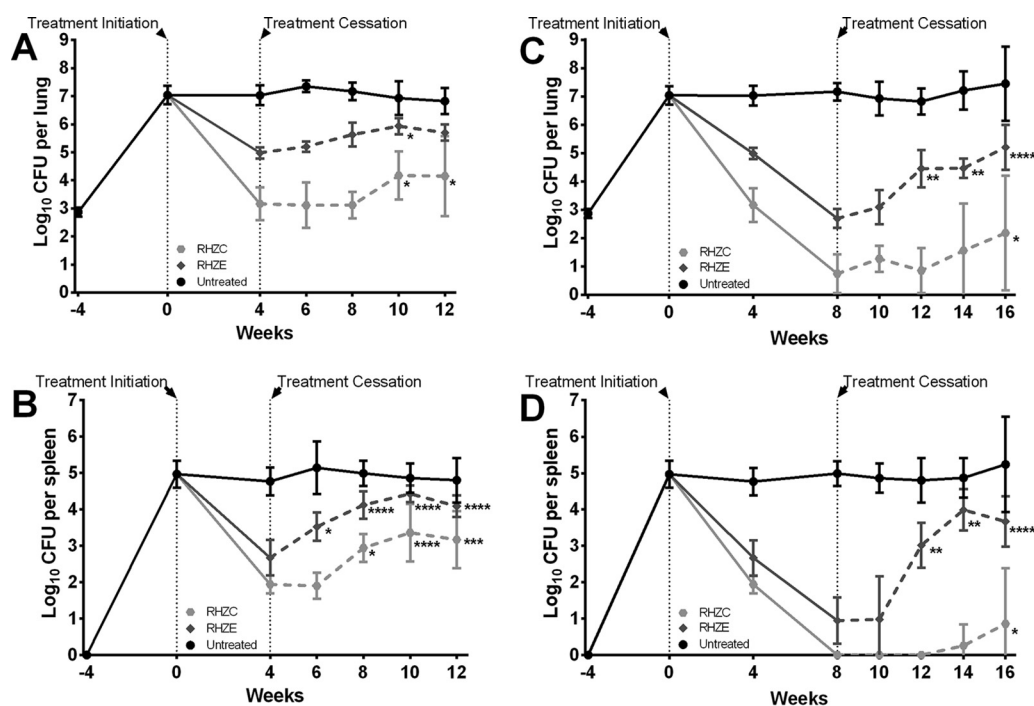 A
Treatment Initiation
Treatment Cessation
Log10 CFU per lung
9
8
7
6
5
4
3
2
1
0
*
*
*
RHZC
RHZE
Untreated
-4 0 4 6 8 10 12
Weeks
C
Treatment Initiation
Treatment Cessation
Log10 CFU per lung
9
8
7
6
5
4
3
2
1
0
**
**
****
*
RHZC
RHZE
Untreated
-4 0 4 8 10 12 14 16
Weeks
B
Treatment Initiation
Treatment Cessation
Log10 CFU per spleen
7
6
5
4
3
2
1
0
*
****
****
****
*
****
***
RHZC
RHZE
Untreated
-4 0 4 6 8 10 12
Weeks
D
Treatment Initiation
Treatment Cessation
Log10 CFU per spleen
7
6
5
4
3
2
1
0
**
**
****
*
RHZC
RHZE
Untreated
-4 0 4 8 10 12 14 16
Weeks